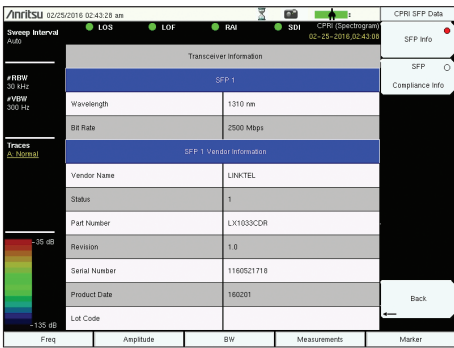 Anritsu 02/25/2016 02:43:28 am
CPRI SFP Data
Sweep Interval
Auto
LOS
LOF
RAI
SDI
CPRI (Spectrogram)
02-25-2016,02:43:08
SFP Info
SFP
Compliance Info
Transceiver Information
SFP 1
#RBW
30 kHz
#VBW
300 Hz
Wavelength 1310 nm
Bit Rate 2500 Mbps
Traces
A: Normal
SFP 1 Vendor Information
Vendor Name LINKTEL
Status 1
Part Number LX1033CDR
Revision 1.0
Serial Number 1160521718
Product Date 160201
Lot Code
-35 dB
-135 dB
Back
Freq Amplitude BW Measurements Marker